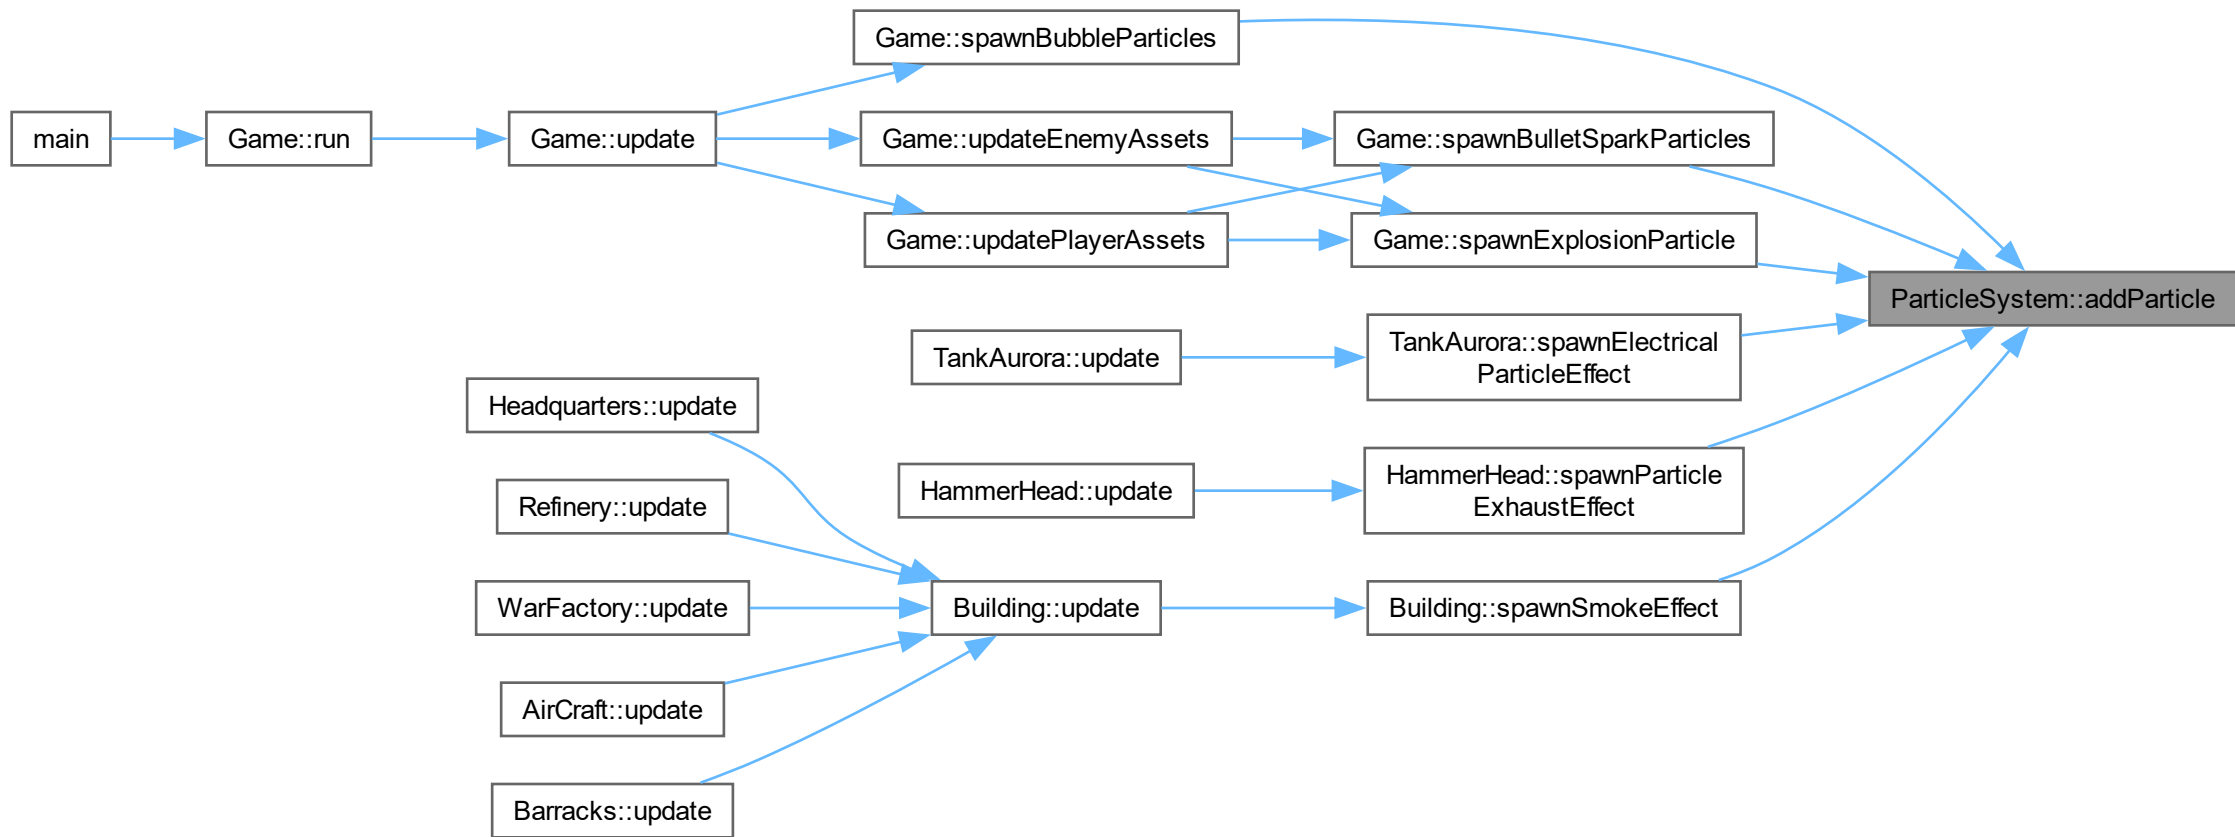 Game::spawnBubbleParticles
main
Game::run
Game::update
Game::updateEnemyAssets
Game::spawnBulletSparkParticles
Game::updatePlayerAssets
Game::spawnExplosionParticle
ParticleSystem::addParticle
TankAurora::update
TankAurora::spawnElectrical
ParticleEffect
Headquarters::update
HammerHead::update
HammerHead::spawnParticle
ExhaustEffect
Refinery::update
WarFactory::update
Building::update
Building::spawnSmokeEffect
AirCraft::update
Barracks::update